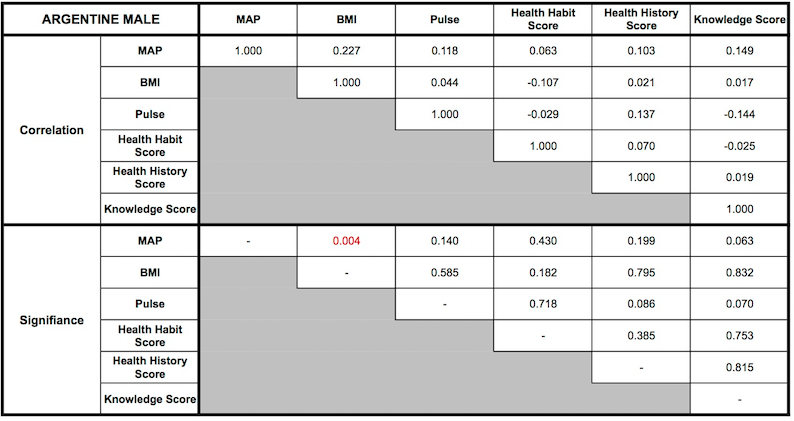 ARGENTINE MALE MAP BMI Pulse Health Habit Score Health History Score Knowledge Score
Correlation
MAP 1.000 0.227 0.118 0.063 0.103 0.149
BMI 1.000 0.044 -0.107 0.021 0.017
Pulse 1.000 -0.029 0.137 -0.144
Health Habit Score 1.000 0.070 -0.025
Health History Score 1.000 0.019
Knowledge Score 1.000
Signifiance
MAP - 0.004 0.140 0.430 0.199 0.063
BMI - 0.585 0.182 0.795 0.832
Pulse - 0.718 0.086 0.070
Health Habit Score - 0.385 0.753
Health History Score - 0.815
Knowledge Score -